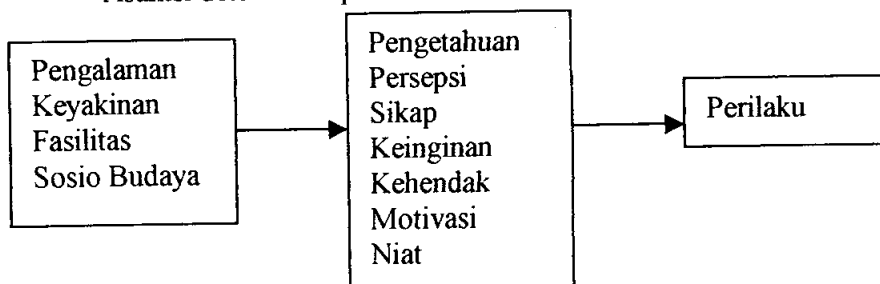 Pengalaman
Keyakinan
Fasilitas
Sosio Budaya
Pengetahuan
Persepsi
Sikap
Keinginan
Kehendak
Motivasi
Niat
Perilaku